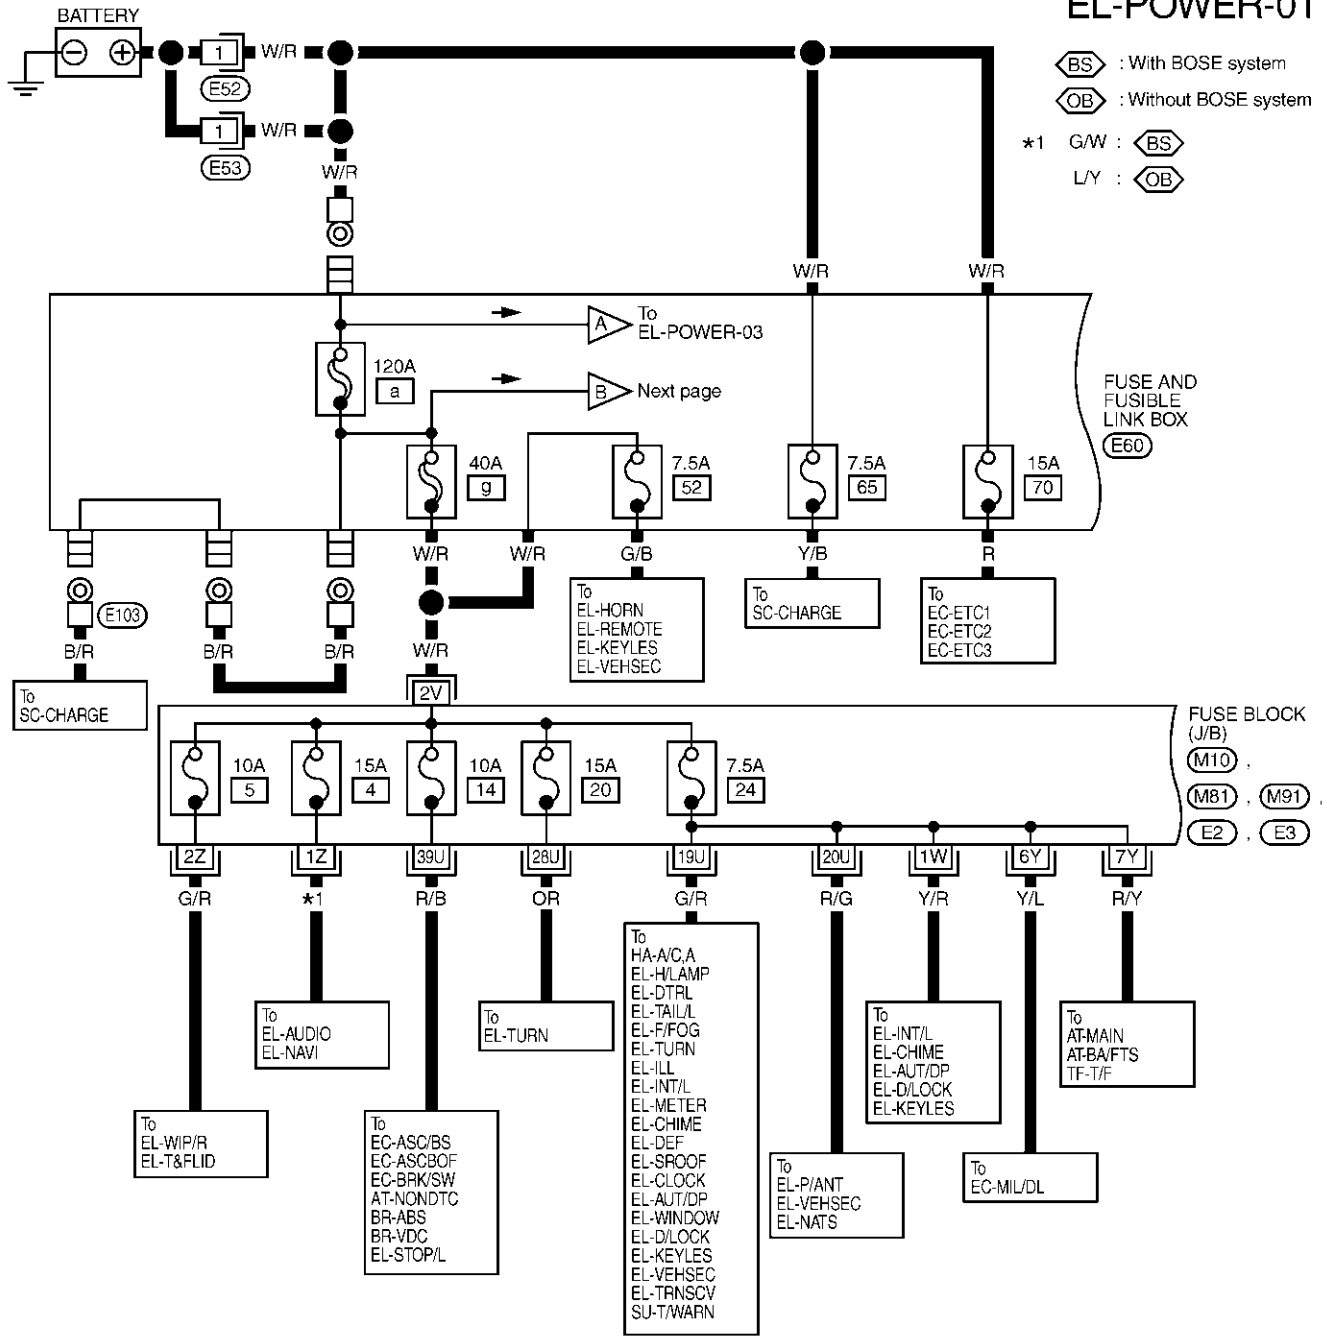 EL-POWER-01
BATTERY
BS : With BOSE system
OB : Without BOSE system
*1 G/W : BS
L/Y : OB
1 W/R
E52
1 W/R
E53
W/R
W/R
W/R
A To
EL-POWER-03
120A
a
B Next page
FUSE AND
FUSIBLE
LINK BOX
E60
40A
g
7.5A
52
7.5A
65
15A
70
W/R
W/R
G/B
Y/B
R
To
EL-HORN
EL-REMOTE
EL-KEYLES
EL-VEHSEC
To
SC-CHARGE
To
EC-ETC1
EC-ETC2
EC-ETC3
E103
B/R
B/R
B/R
W/R
To
SC-CHARGE
2V
FUSE BLOCK
(J/B)
M10 ,
M81 , M91 ,
E2 , E3
10A
5
15A
4
10A
14
15A
20
7.5A
24
2Z
1Z
39U
28U
19U
20U
1W
6Y
7Y
G/R
*1
R/B
OR
G/R
R/G
Y/R
Y/L
R/Y
To
EL-WIP/R
EL-T&FLID
To
EL-AUDIO
EL-NAVI
To
EC-ASC/BS
EC-ASCBOF
EC-BRK/SW
AT-NONDTC
BR-ABS
BR-VDC
EL-STOP/L
To
EL-TURN
To
HA-A/C,A
EL-H/LAMP
EL-DTRL
EL-TAIL/L
EL-F/FOG
EL-TURN
EL-ILL
EL-INT/L
EL-METER
EL-CHIME
EL-DEF
EL-SROOF
EL-CLOCK
EL-AUT/DP
EL-WINDOW
EL-D/LOCK
EL-KEYLES
EL-VEHSEC
EL-TRNSCV
SU-T/WARN
To
EL-P/ANT
EL-VEHSEC
EL-NATS
To
EL-INT/L
EL-CHIME
EL-AUT/DP
EL-D/LOCK
EL-KEYLES
To
EC-MIL/DL
To
AT-MAIN
AT-BA/FTS
TF-T/F